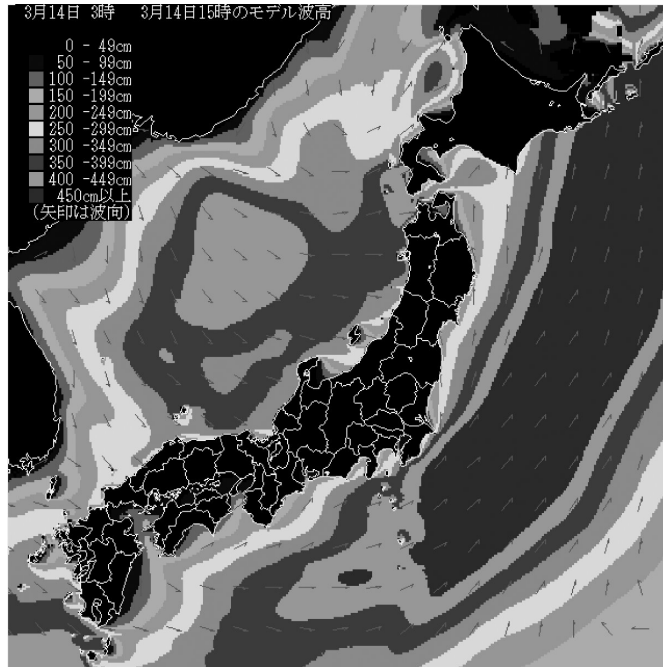 3月14日 3時 3月14日15時のモデル波高
0 - 49cm
50 - 99cm
100 -149cm
150 -199cm
200 -249cm
250 -299cm
300 -349cm
350 -399cm
400 -449cm
450cm以上
(矢印は波向)